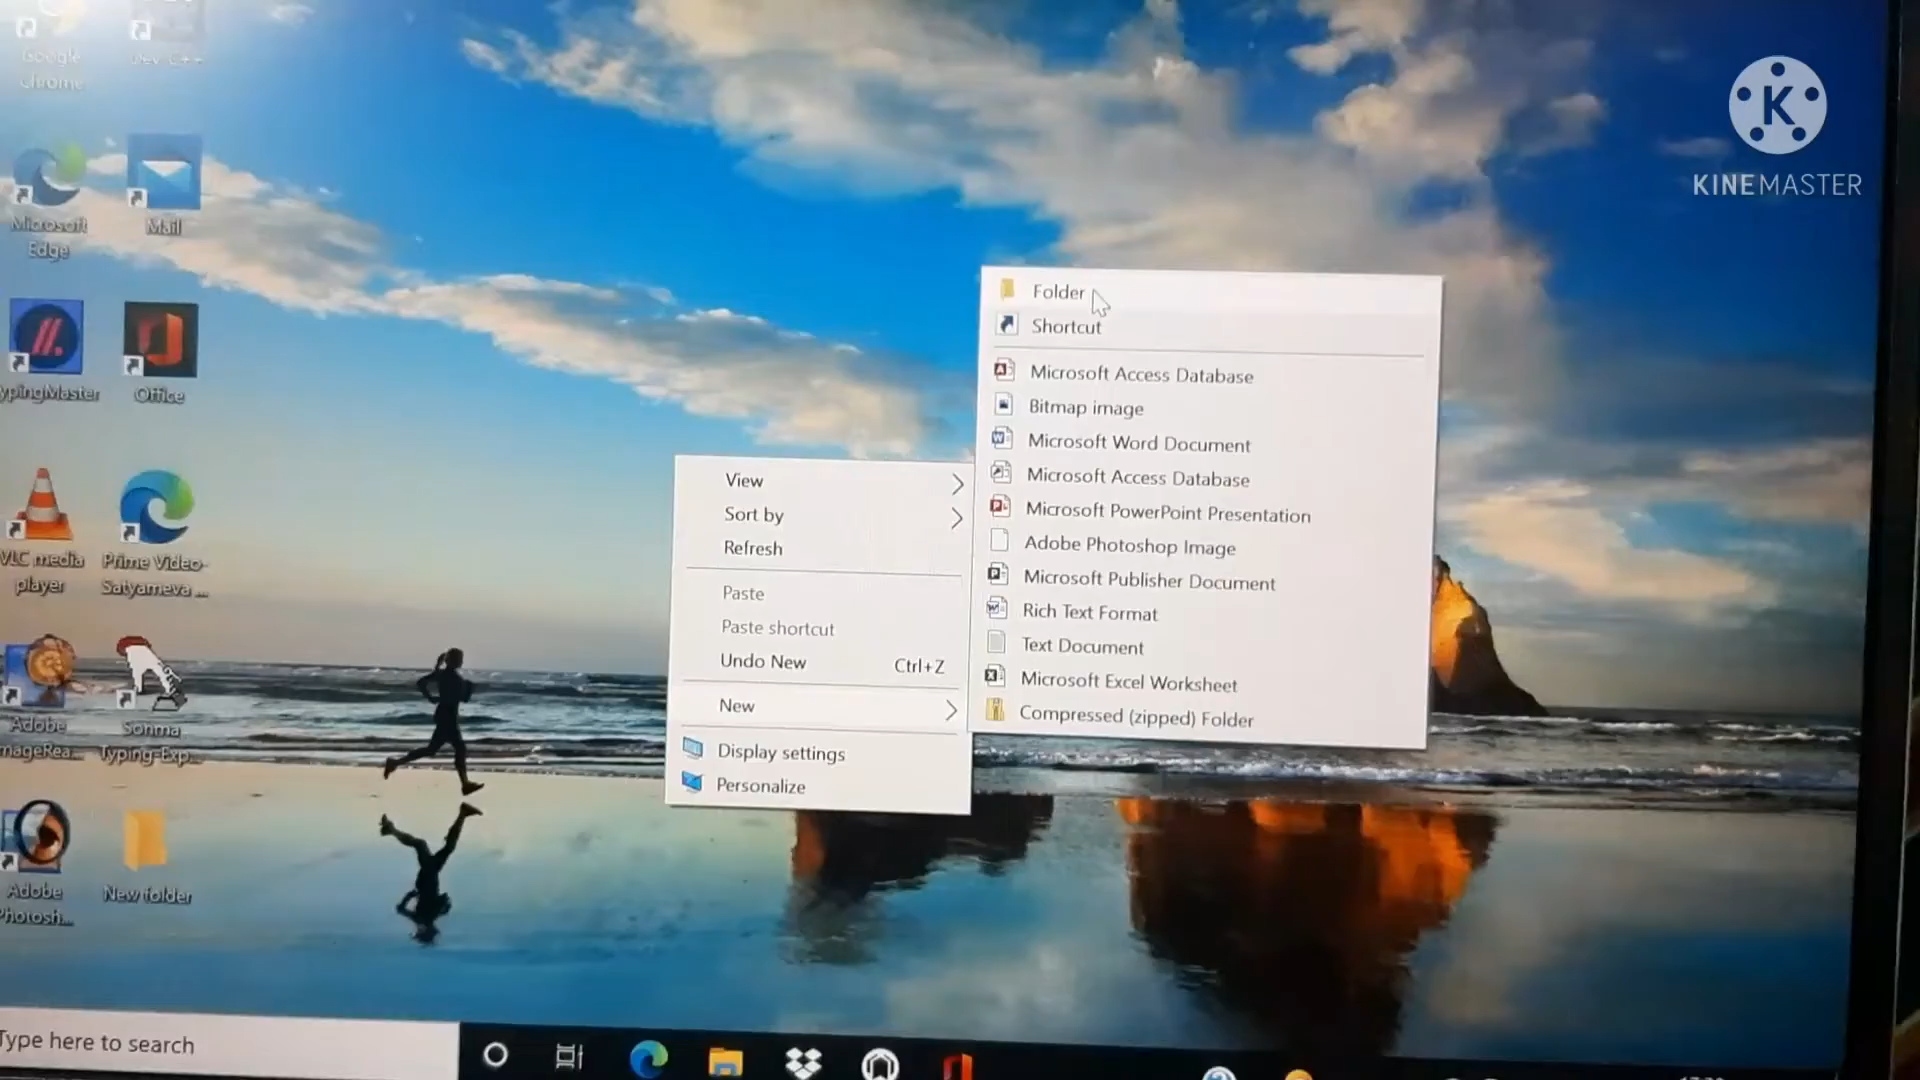 Google
chrome
Dev-C++
Microsoft
Edge
Mail
ypingMaster
Office
VLC media
player
Prime Video-
Satyameva ...
Adobe
mageRea...
Sonma
Typing-Exp...
Adobe
Photosh...
New folder
View
Sort by
Refresh
Paste
Paste shortcut
Undo New Ctrl+Z
New
Display settings
Personalize
Folder
Shortcut
Microsoft Access Database
Bitmap image
Microsoft Word Document
Microsoft Access Database
Microsoft PowerPoint Presentation
Adobe Photoshop Image
Microsoft Publisher Document
Rich Text Format
Text Document
Microsoft Excel Worksheet
Compressed (zipped) Folder
K
KINEMASTER
Type here to search